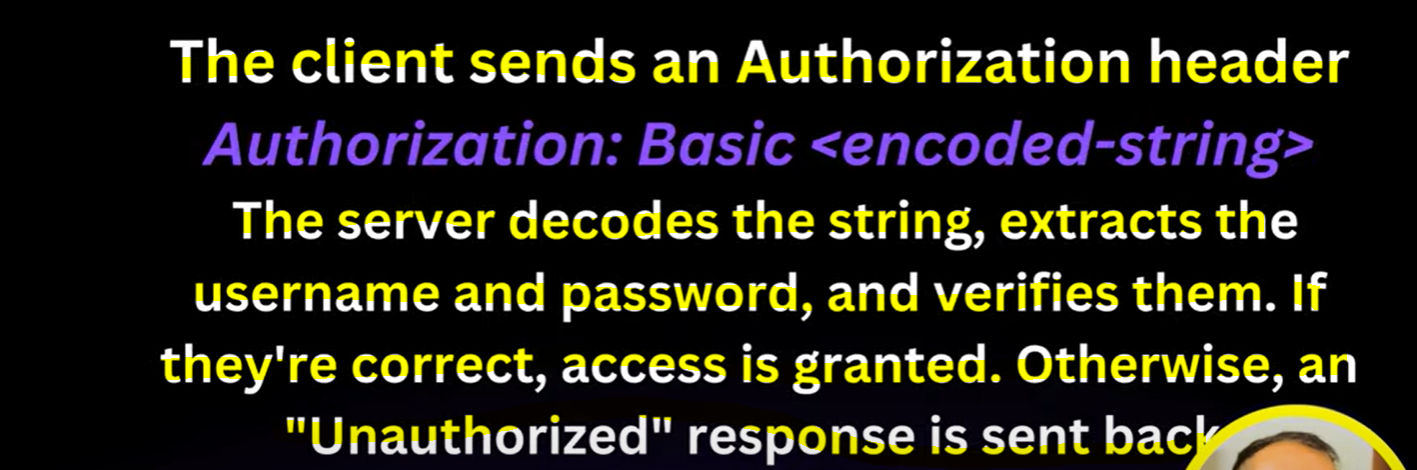 The client sends an Authorization header
Authorization: Basic <encoded-string>
The server decodes the string, extracts the
username and password, and verifies them. If
they're correct, access is granted. Otherwise, an
"Unauthorized" response is sent back